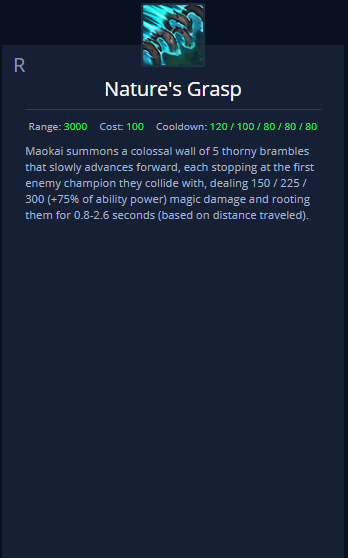 R
Nature's Grasp
Range: 3000 Cost: 100 Cooldown: 120 / 100 / 80 / 80 / 80
Maokai summons a colossal wall of 5 thorny brambles
that slowly advances forward, each stopping at the first
enemy champion they collide with, dealing 150 / 225 /
300 (+75% of ability power) magic damage and rooting
them for 0.8-2.6 seconds (based on distance traveled).